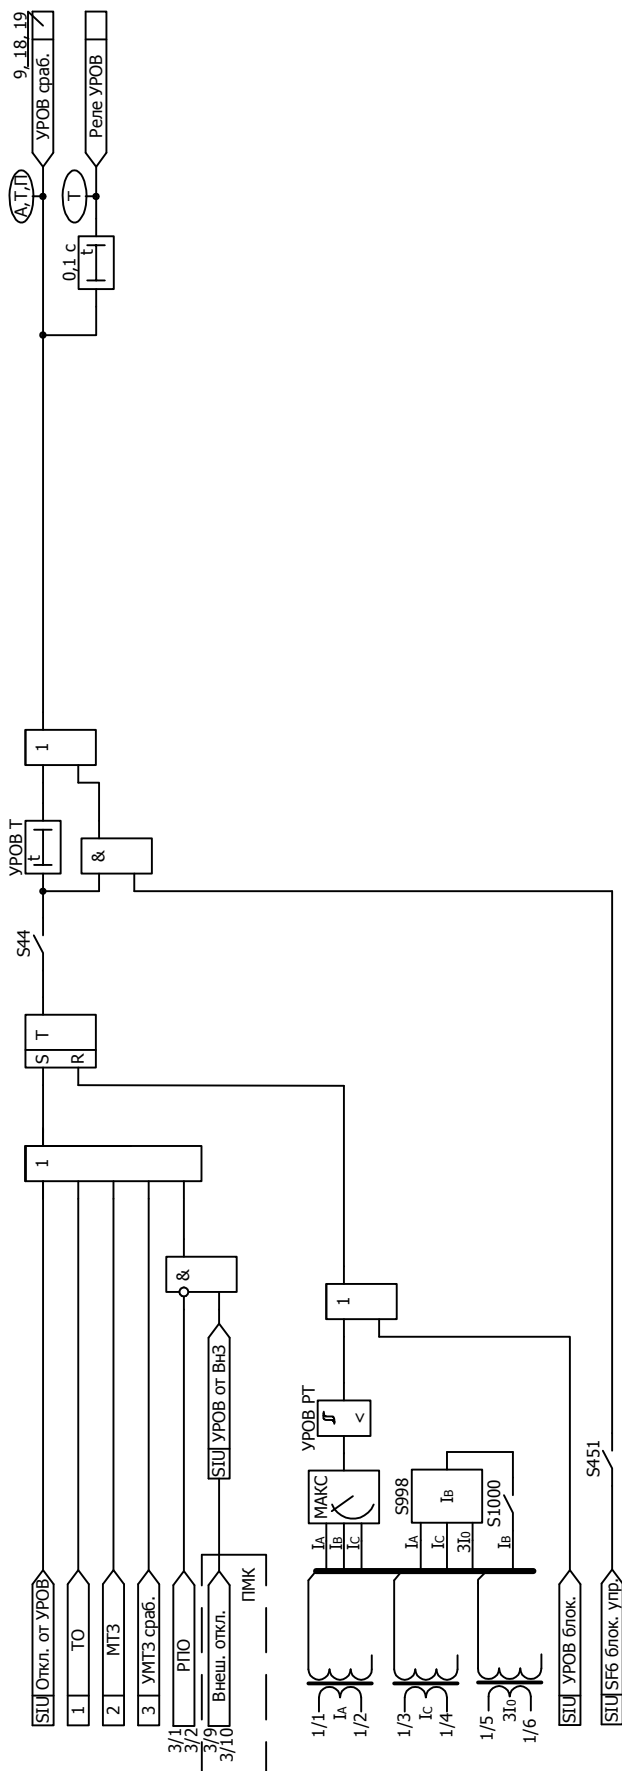 SIU Откл. от УРОВ
1 ТО
2 МТЗ
3 УМТЗ сраб.
3/1
3/2
РПО
3/9
3/10
Внеш. откл.
ПМК
SIU УРОВ от ВнЗ
&
1
S T
R
S44
УРОВ Т
t
&
1
0,1 с
t
А,Т,П
Т
УРОВ сраб.
9, 18, 19
Реле УРОВ
1/1
IA
1/2
1/3
IC
1/4
1/5
3I0
1/6
IA
IB
IC
МАКС
УРОВ РТ
<
1
IA
IC
3I0
S998
IB
S1000
IB
SIU УРОВ блок.
SIU SF6 блок. упр.
S451